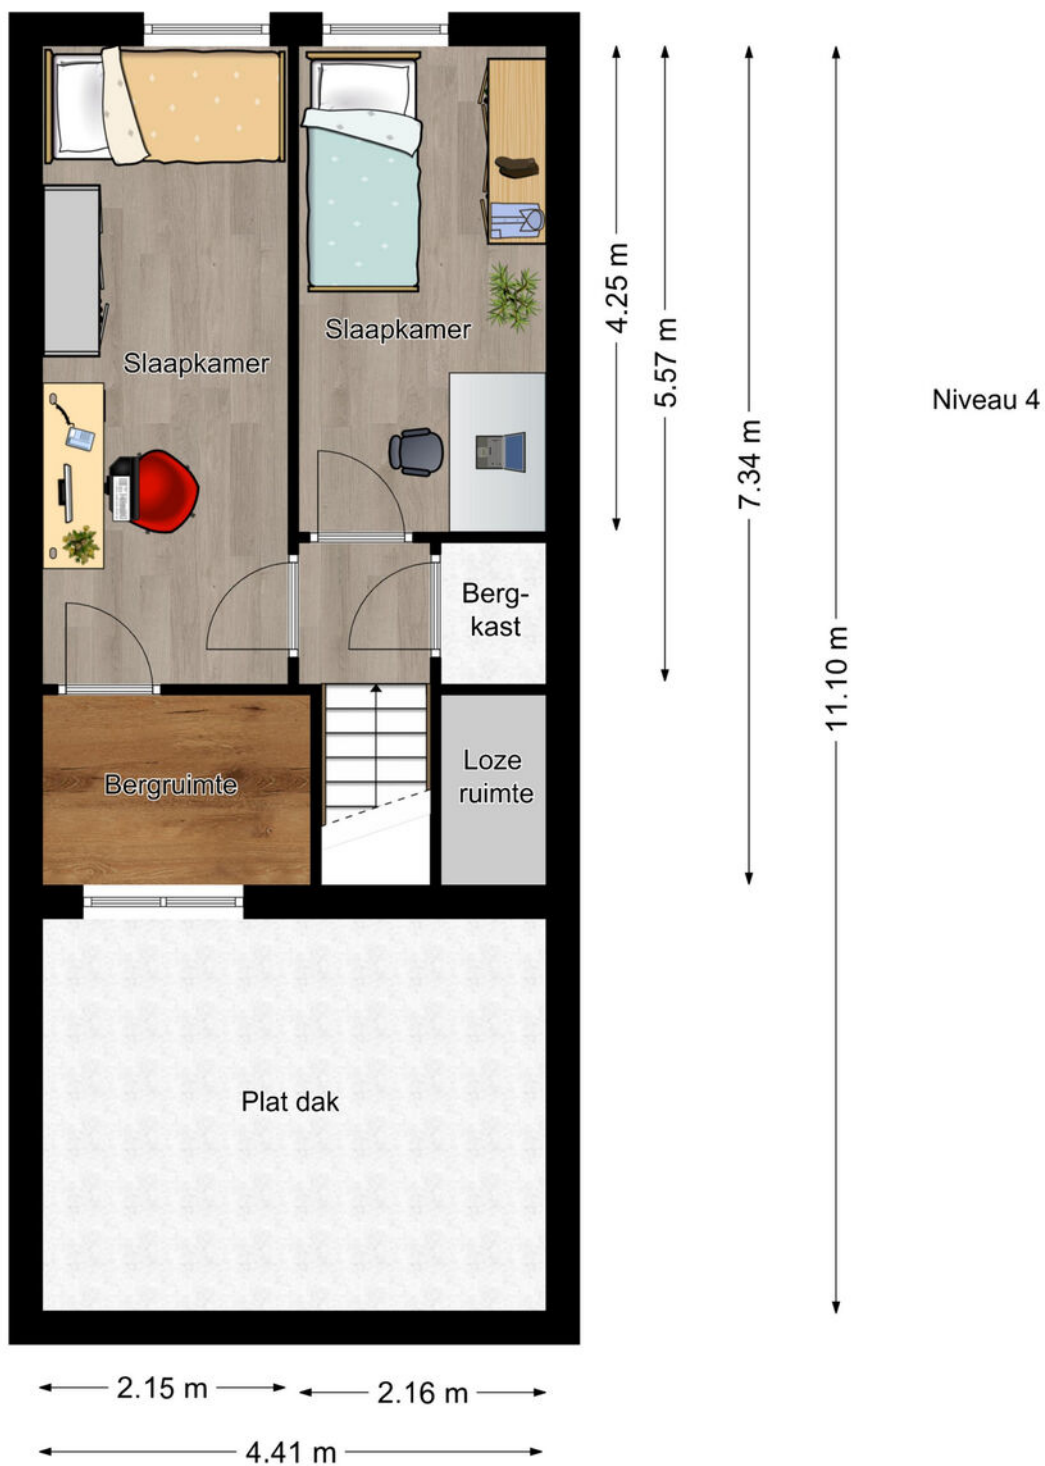 Slaapkamer
Slaapkamer
Berg-
kast
Bergruimte
Loze
ruimte
Plat dak
4.25 m
5.57 m
7.34 m
11.10 m
Niveau 4
2.15 m
2.16 m
4.41 m